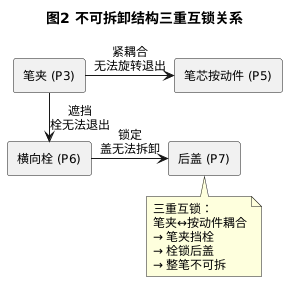 图2 不可拆卸结构三重互锁关系
紧耦合
无法旋转退出
笔夹 (P3)
笔芯按动件 (P5)
遮挡
栓无法退出
锁定
盖无法拆卸
横向栓 (P6)
后盖 (P7)
三重互锁：
笔夹↔按动件耦合
→ 笔夹挡栓
→ 栓锁后盖
→ 整笔不可拆